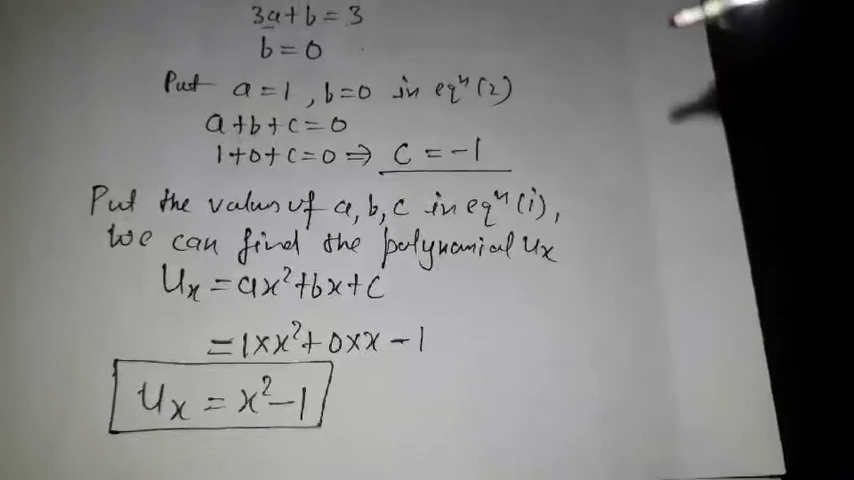 3a+b=3
b=0
Put a=1, b=0 in eqⁿ(2)
a+b+c=0
1+0+c=0 ⇒ C=-1
Put the values of a, b, c in eqⁿ(i),
We can find the polynomial Ux
Ux = ax²+bx+c
= 1×x²+0×x-1
Ux = x²-1